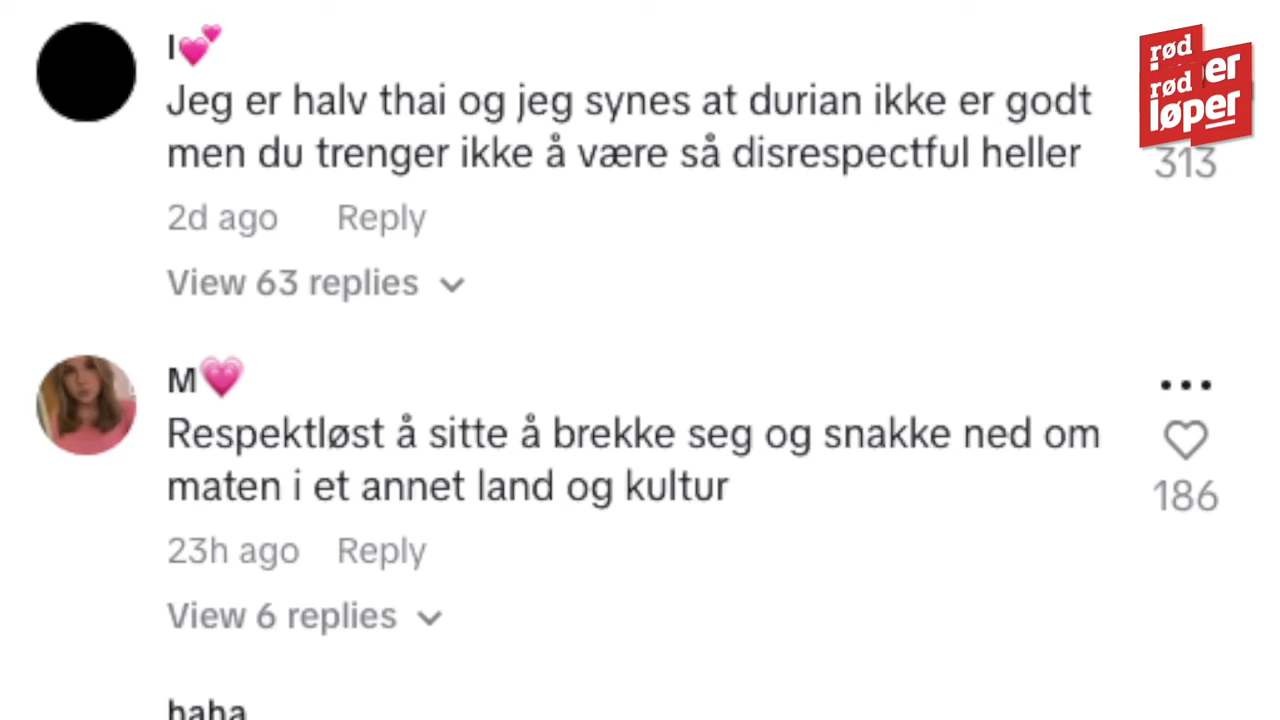 I💕
Jeg er halv thai og jeg synes at durian ikke er godt
men du trenger ikke å være så disrespectful heller
313
2d ago Reply
View 63 replies
M💗
Respektløst å sitte å brekke seg og snakke ned om
maten i et annet land og kultur
186
23h ago Reply
View 6 replies
haha
rød
rød
løper